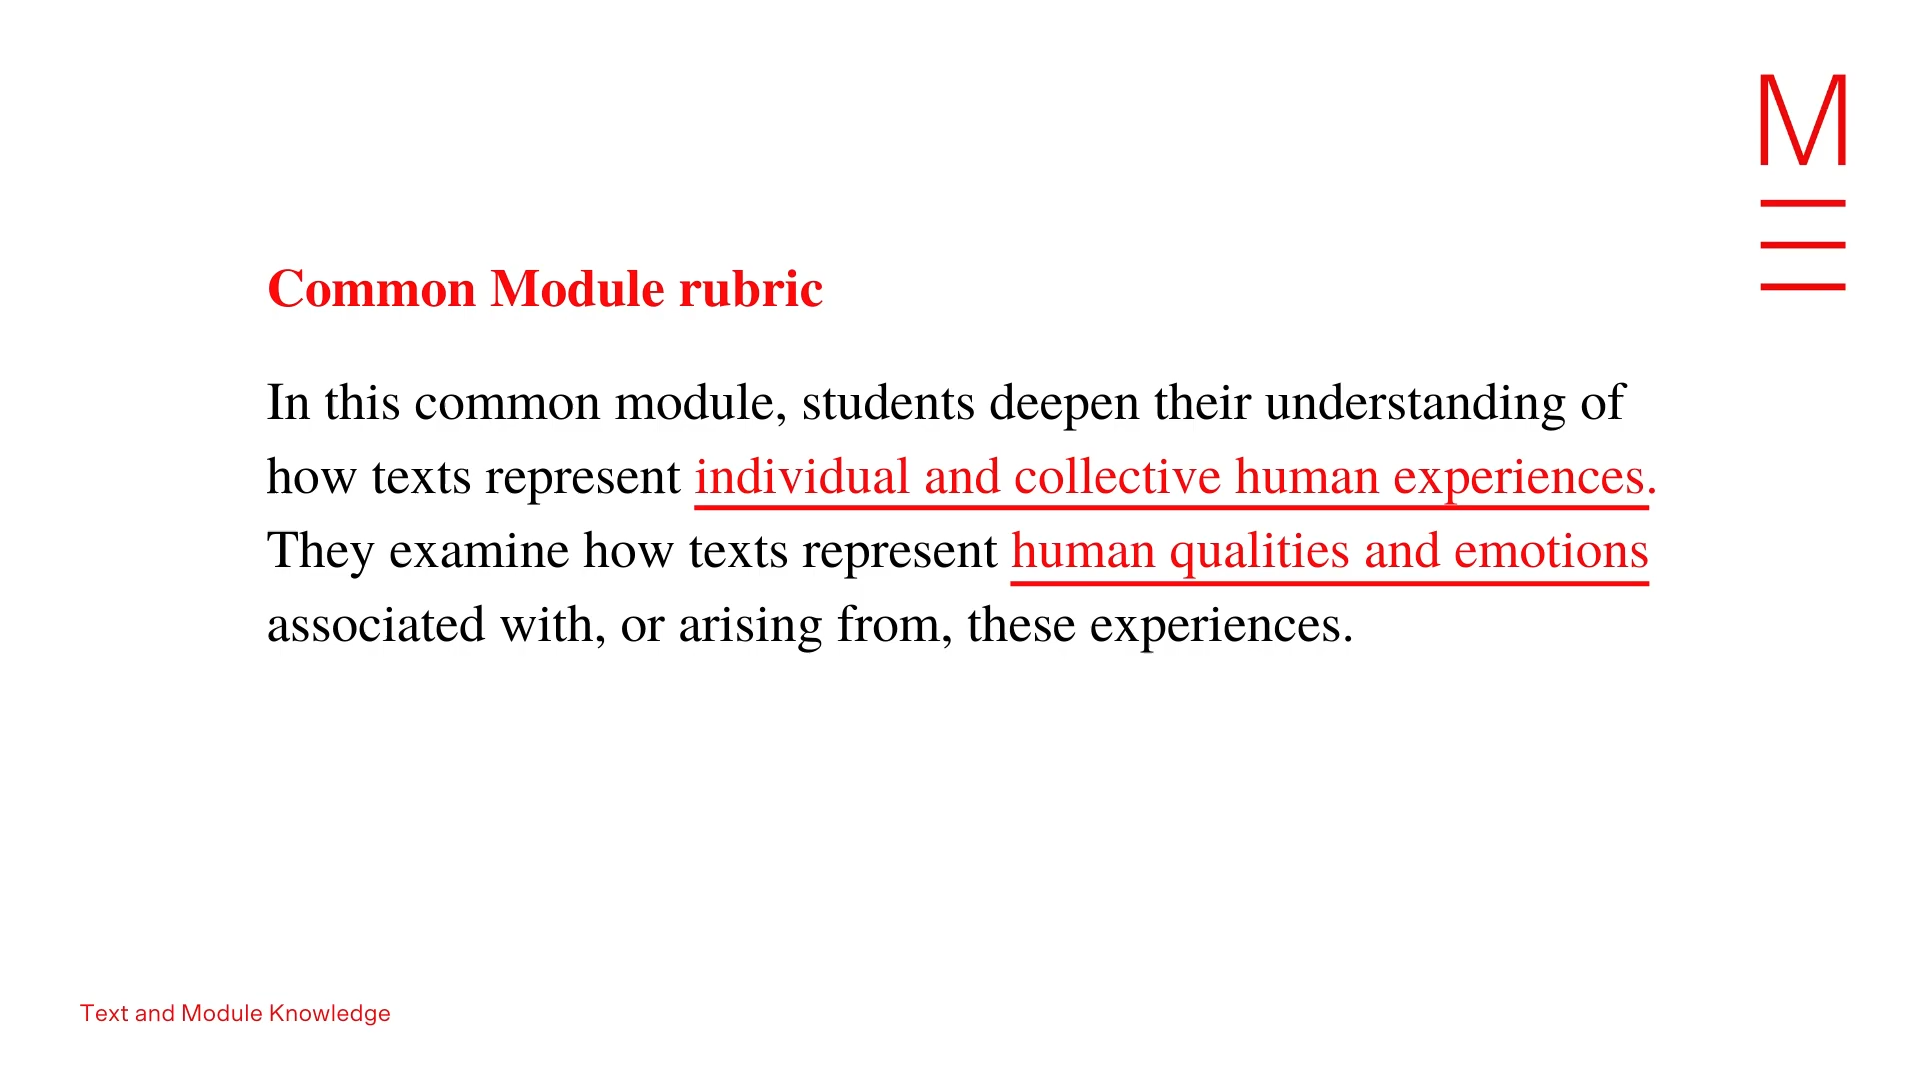 M
Common Module rubric
In this common module, students deepen their understanding of
how texts represent individual and collective human experiences.
They examine how texts represent human qualities and emotions
associated with, or arising from, these experiences.
Text and Module Knowledge